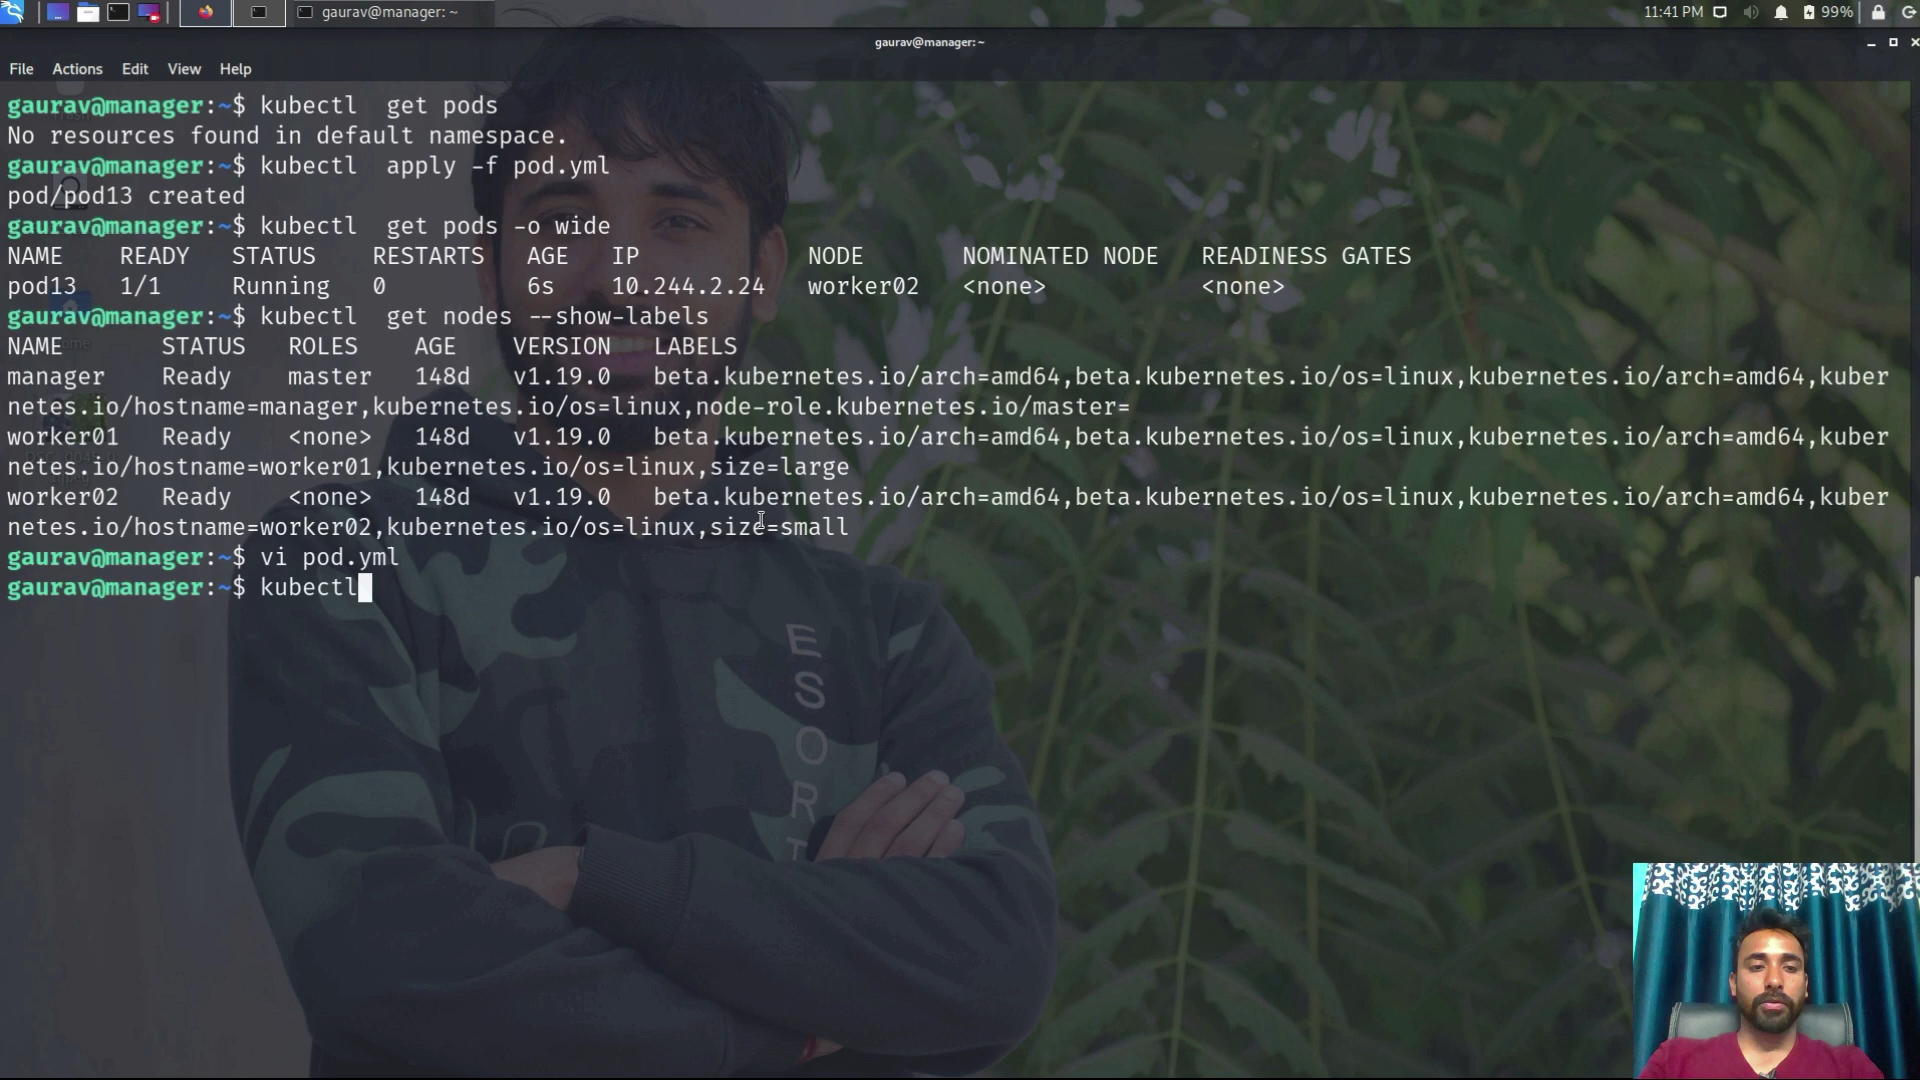 gaurav@manager: ~
11:41 PM
99%
gaurav@manager: ~
File Actions Edit View Help
gaurav@manager:~$ kubectl  get pods
No resources found in default namespace.
gaurav@manager:~$ kubectl  apply -f pod.yml
pod/pod13 created
gaurav@manager:~$ kubectl  get pods -o wide
NAME    READY   STATUS    RESTARTS   AGE   IP            NODE       NOMINATED NODE   READINESS GATES
pod13   1/1     Running   0          6s    10.244.2.24   worker02   <none>           <none>
gaurav@manager:~$ kubectl  get nodes --show-labels
NAME       STATUS   ROLES    AGE    VERSION   LABELS
manager    Ready    master   148d   v1.19.0   beta.kubernetes.io/arch=amd64,beta.kubernetes.io/os=linux,kubernetes.io/arch=amd64,kuber
netes.io/hostname=manager,kubernetes.io/os=linux,node-role.kubernetes.io/master=
worker01   Ready    <none>   148d   v1.19.0   beta.kubernetes.io/arch=amd64,beta.kubernetes.io/os=linux,kubernetes.io/arch=amd64,kuber
netes.io/hostname=worker01,kubernetes.io/os=linux,size=large
worker02   Ready    <none>   148d   v1.19.0   beta.kubernetes.io/arch=amd64,beta.kubernetes.io/os=linux,kubernetes.io/arch=amd64,kuber
netes.io/hostname=worker02,kubernetes.io/os=linux,size=small
gaurav@manager:~$ vi pod.yml
gaurav@manager:~$ kubectl
ESORT